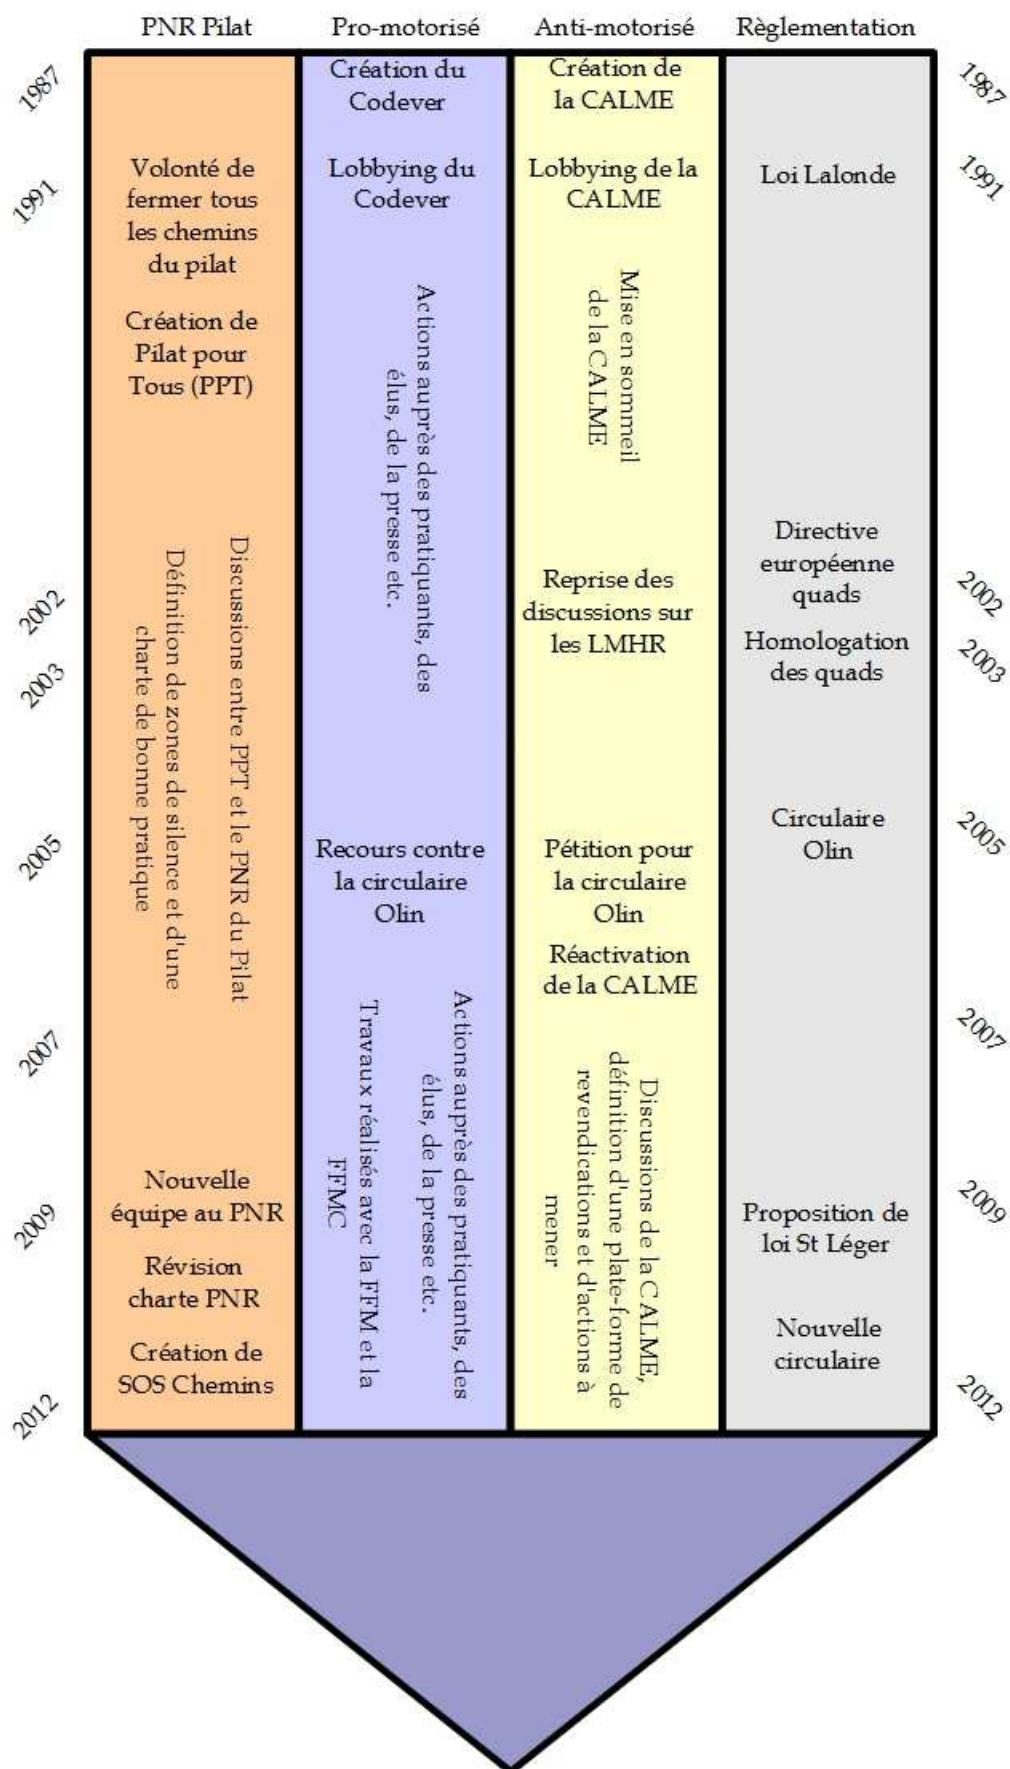 PNR Pilat
Pro-motorisé
Anti-motorisé
Règlementation
1987
1991
2002
2003
2005
2007
2009
2012
Volonté de
fermer tous
les chemins
du pilat
Création de
Pilat pour
Tous (PPT)
Discussions entre PPT et le PNR du Pilat
Définition de zones de silence et d'une
charte de bonne pratique
Nouvelle
équipe au PNR
Révision
charte PNR
Création de
SOS Chemins
Création du
Codever
Lobbying du
Codever
Actions auprès des pratiquants, des
élus, de la presse etc.
Recours contre
la circulaire
Olin
Actions auprès des pratiquants, des
élus, de la presse etc.
Travaux réalisés avec la FFM et la
FFMC
Création de
la CALME
Lobbying de la
CALME
Mise en sommeil
de la CALME
Reprise des
discussions sur
les LMHR
Pétition pour
la circulaire
Olin
Réactivation
de la CALME
Discussions de la CALME,
définition d'une plate-forme de
revendications et d'actions à
mener
Loi Lalonde
Directive
européenne
quads
Homologation
des quads
Circulaire
Olin
Proposition de
loi St Léger
Nouvelle
circulaire
1987
1991
2002
2003
2005
2007
2009
2012